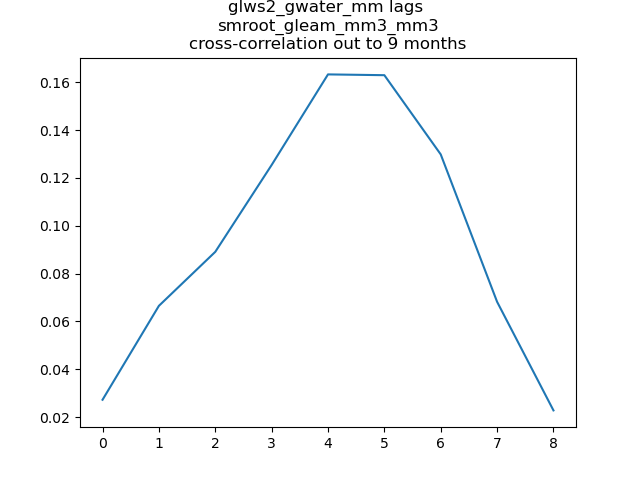 glws2_gwater_mm lags
smroot_gleam_mm3_mm3
cross-correlation out to 9 months
0.16
0.14
0.12
0.10
0.08
0.06
0.04
0.02
0 1 2 3 4 5 6 7 8